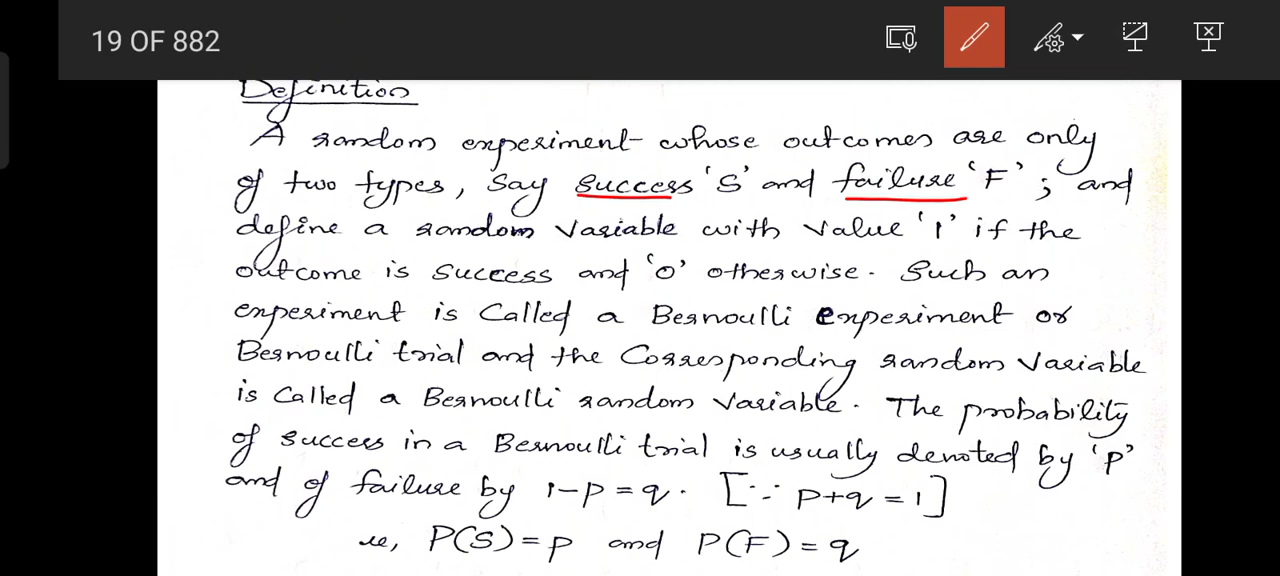 19 OF 882
Definition
A random experiment whose outcomes are only
of two types, say success 'S' and failure 'F'; and
define a random variable with value '1' if the
outcome is success and '0' otherwise. Such an
experiment is called a Bernoulli experiment or
Bernoulli trial and the corresponding random variable
is called a Bernoulli random variable. The probability
of success in a Bernoulli trial is usually denoted by 'p'
and of failure by 1-p=q. [∵ p+q=1]
ie, P(S)=p and P(F)=q